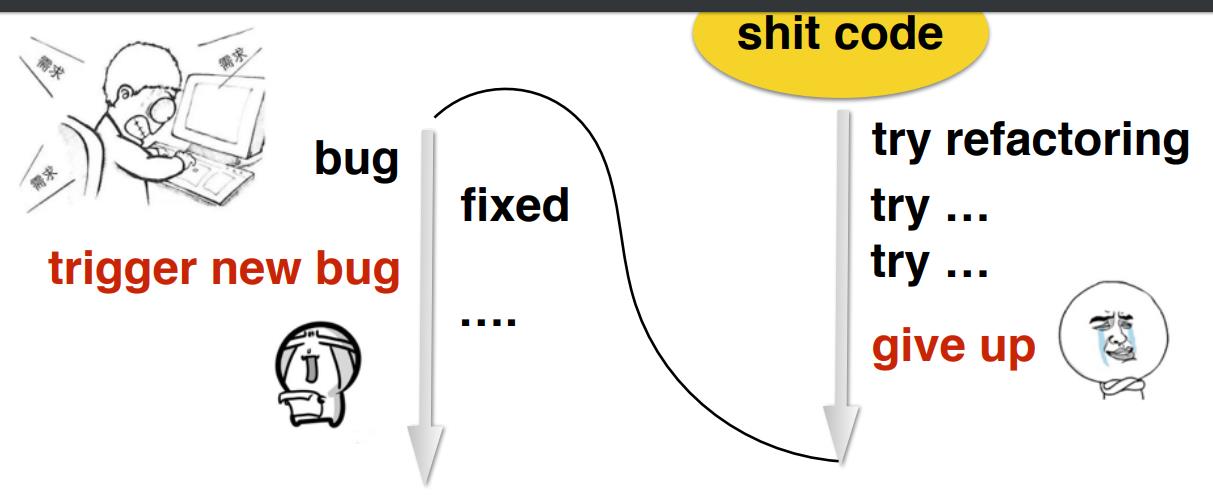 shit code
需求
需求
需求
bug
fixed
trigger new bug
....
try refactoring
try ...
try ...
give up